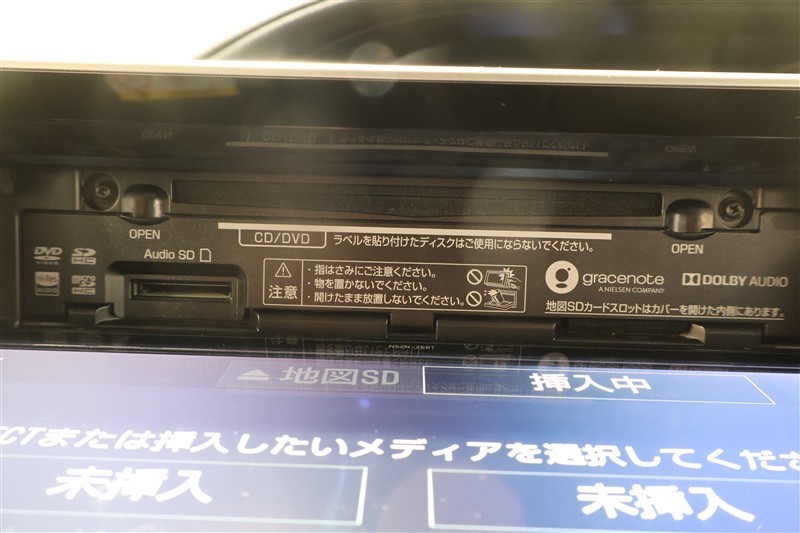 OPEN
CD/DVD ラベルを貼り付けたディスクはご使用にならないでください。
OPEN
DVD
Audio SD
注意
・指はさみにご注意ください。
・物を置かないでください。
・開けたまま放置しないでください。
gracenote
A NIELSEN COMPANY
DOLBY AUDIO
地図SDカードスロットはカバーを開けた内側にあります。
地図SD 挿入中
CTまたは挿入したいメディアを選択してくださ
未挿入 未挿入